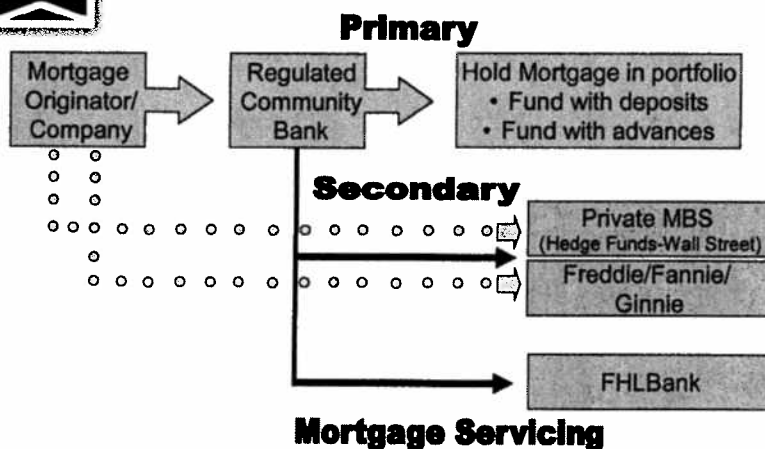 Primary
Mortgage
Originator/
Company
Regulated
Community
Bank
Hold Mortgage in portfolio
• Fund with deposits
• Fund with advances
Secondary
Private MBS
(Hedge Funds-Wall Street)
Freddie/Fannie/
Ginnie
FHLBank
Mortgage Servicing